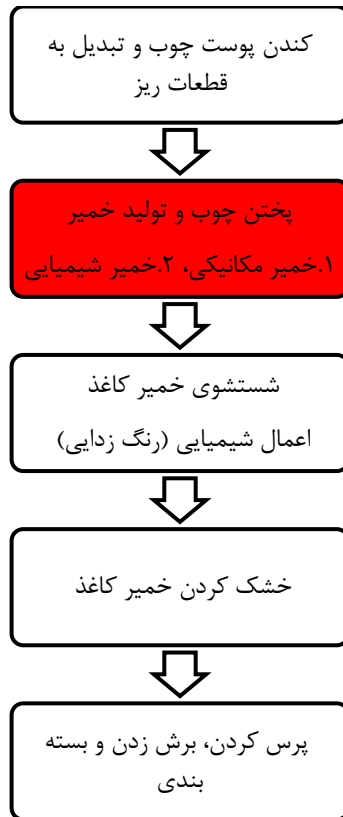 کندن پوست چوب و تبدیل به
قطعات ریز
پختن چوب و تولید خمیر
۱.خمیر مکانیکی، ۲.خمیر شیمیایی
شستشوی خمیر کاغذ
اعمال شیمیایی (رنگ زدایی)
خشک کردن خمیر کاغذ
پرس کردن، برش زدن و بسته
بندی